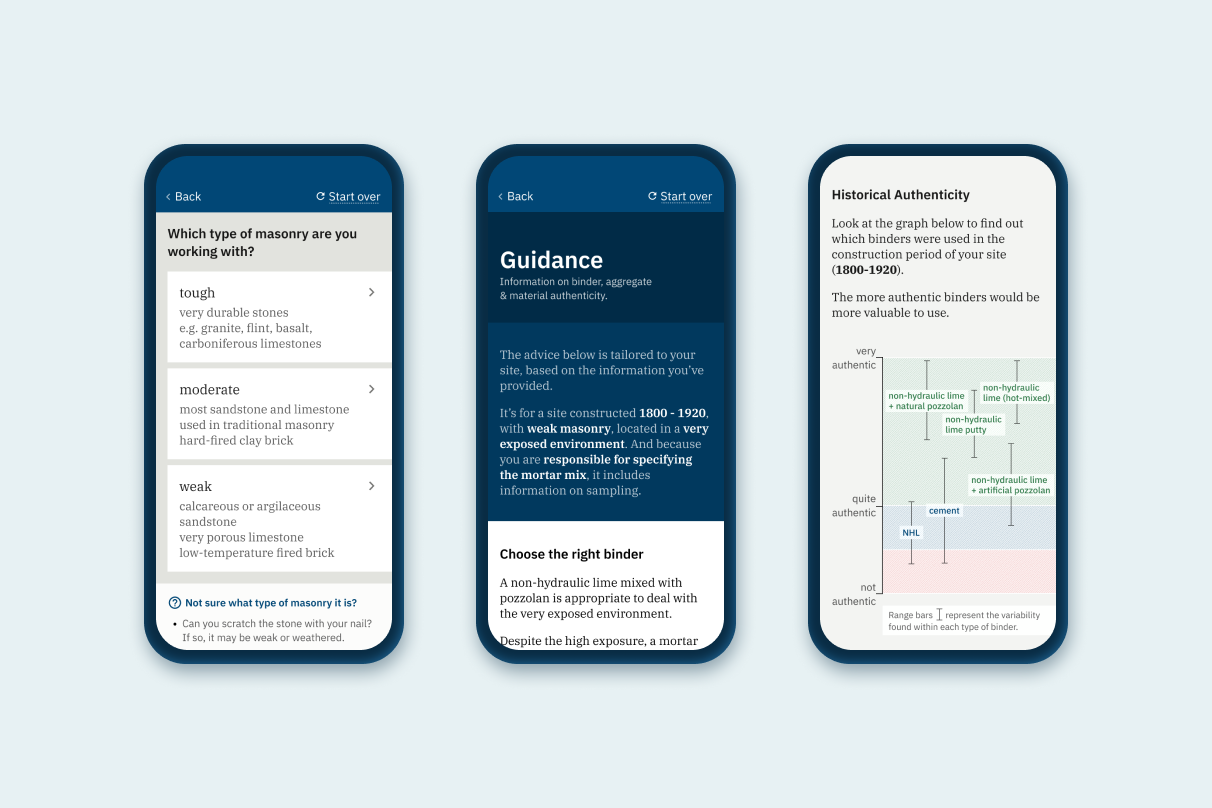 Back
Start over
Which type of masonry are you
working with?
tough
very durable stones
e.g. granite, flint, basalt,
carboniferous limestones
moderate
most sandstone and limestone
used in traditional masonry
hard-fired clay brick
weak
calcareous or argilaceous
sandstone
very porous limestone
low-temperature fired brick
Not sure what type of masonry it is?
• Can you scratch the stone with your nail?
If so, it may be weak or weathered.
Back
Start over
Guidance
Information on binder, aggregate
& material authenticity.
The advice below is tailored to your
site, based on the information you’ve
provided.
It’s for a site constructed 1800 - 1920,
with weak masonry, located in a very
exposed environment. And because
you are responsible for specifying
the mortar mix, it includes
information on sampling.
Choose the right binder
A non-hydraulic lime mixed with
pozzolan is appropriate to deal with
the very exposed environment.
Despite the high exposure, a mortar
Historical Authenticity
Look at the graph below to find out
which binders were used in the
construction period of your site
(1800-1920).
The more authentic binders would be
more valuable to use.
very
authentic
non-hydraulic lime
+ natural pozzolan
non-hydraulic
lime (hot-mixed)
non-hydraulic
lime putty
non-hydraulic lime
+ artificial pozzolan
quite
authentic
cement
NHL
not
authentic
Range bars represent the variability
found within each type of binder.